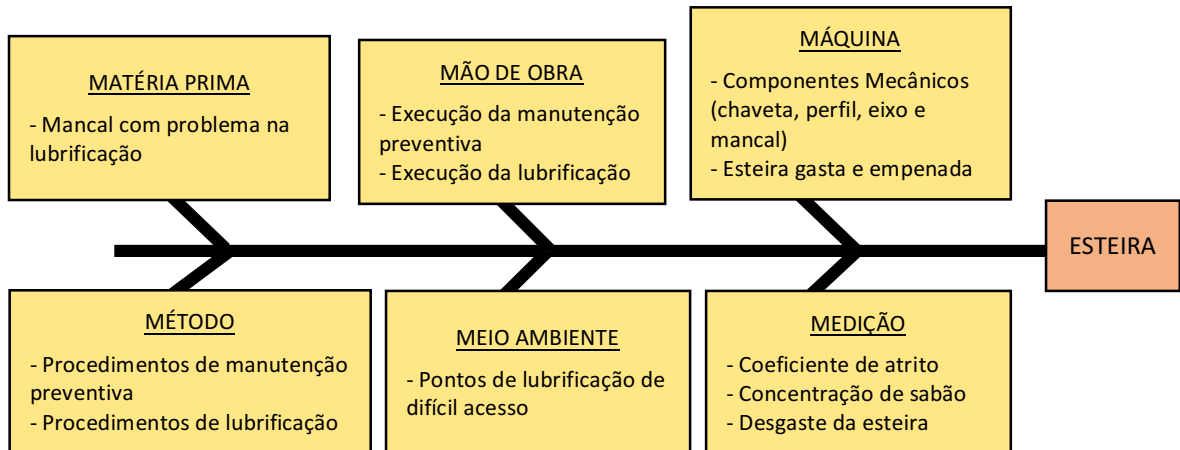 MATÉRIA PRIMA
- Mancal com problema na
lubrificação
MÃO DE OBRA
- Execução da manutenção
preventiva
- Execução da lubrificação
MÁQUINA
- Componentes Mecânicos
(chaveta, perfil, eixo e
mancal)
- Esteira gasta e empenada
ESTEIRA
MÉTODO
- Procedimentos de manutenção
preventiva
- Procedimentos de lubrificação
MEIO AMBIENTE
- Pontos de lubrificação de
difícil acesso
MEDIÇÃO
- Coeficiente de atrito
- Concentração de sabão
- Desgaste da esteira